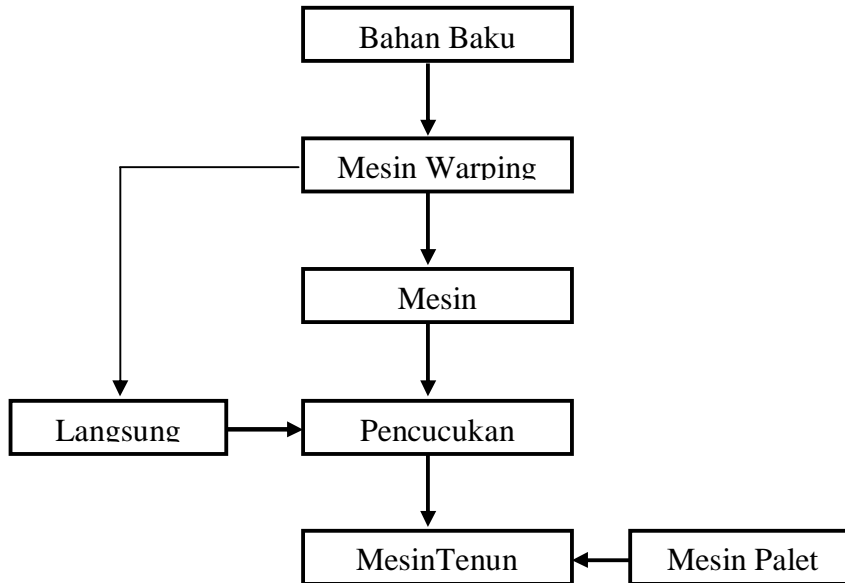 Bahan Baku
Mesin Warping
Mesin
Langsung
Pencucukan
MesinTenun
Mesin Palet